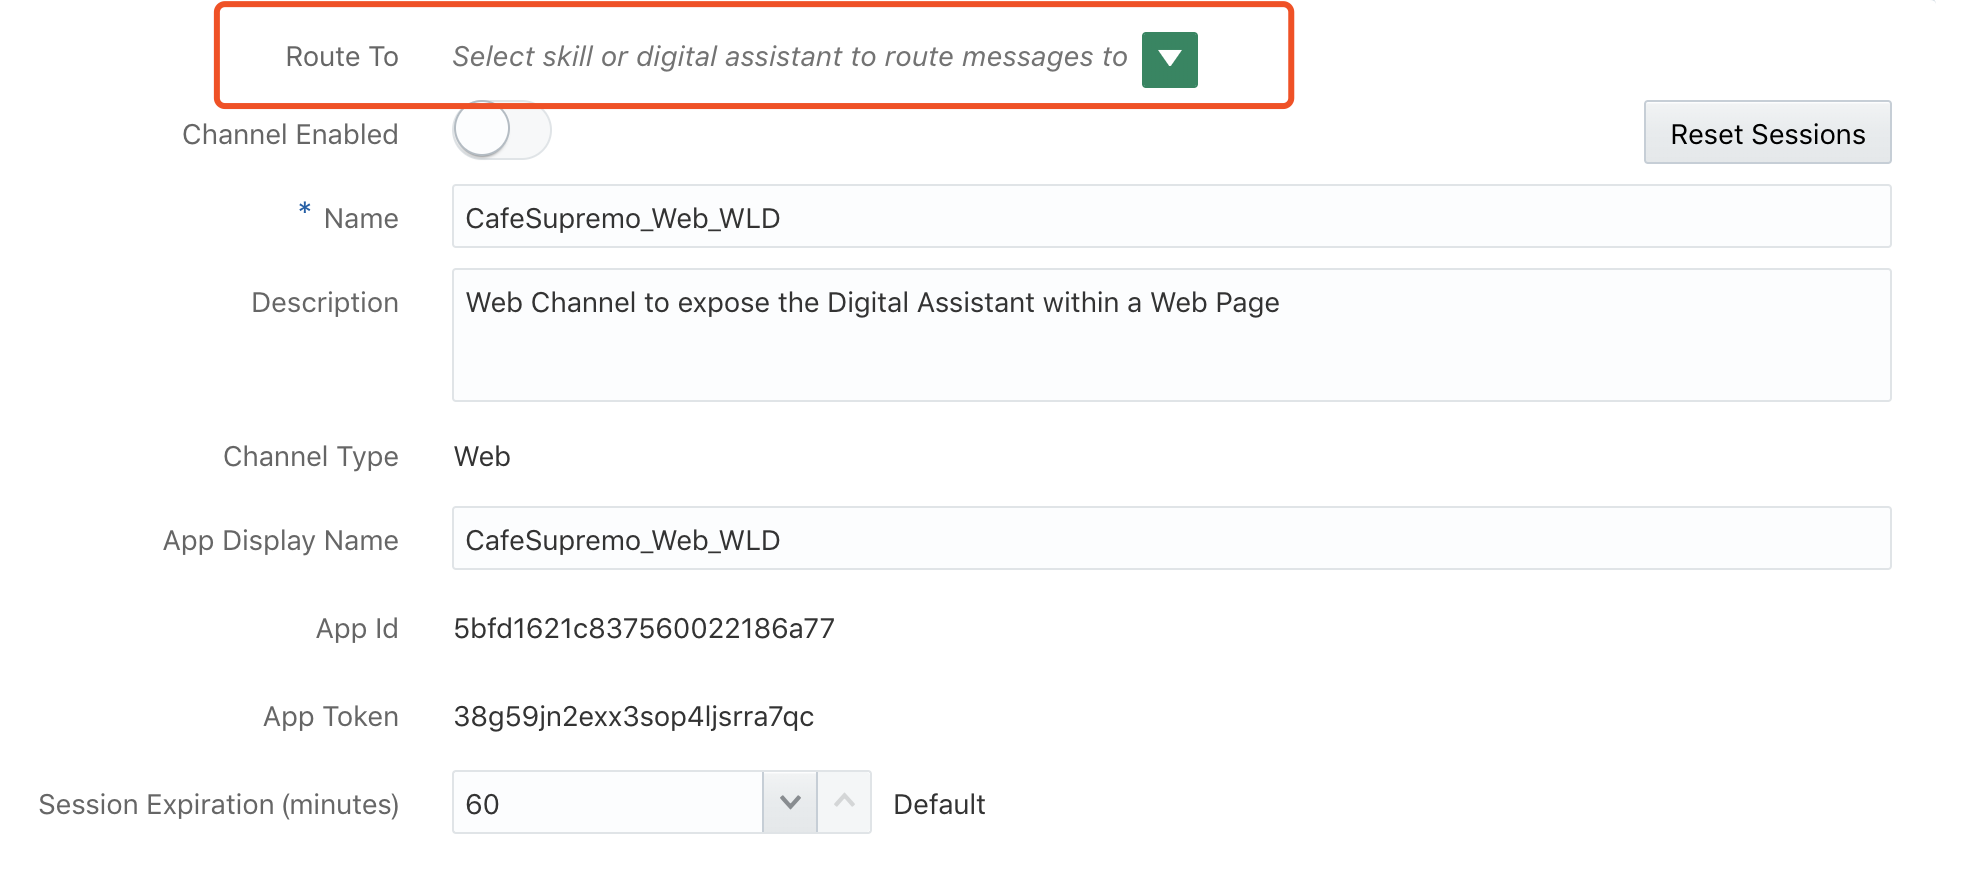 Route To Select skill or digital assistant to route messages to
Channel Enabled
Reset Sessions
* Name CafeSupremo_Web_WLD
Description Web Channel to expose the Digital Assistant within a Web Page
Channel Type Web
App Display Name CafeSupremo_Web_WLD
App Id 5bfd1621c837560022186a77
App Token 38g59jn2exx3sop4ljsrra7qc
Session Expiration (minutes) 60 Default